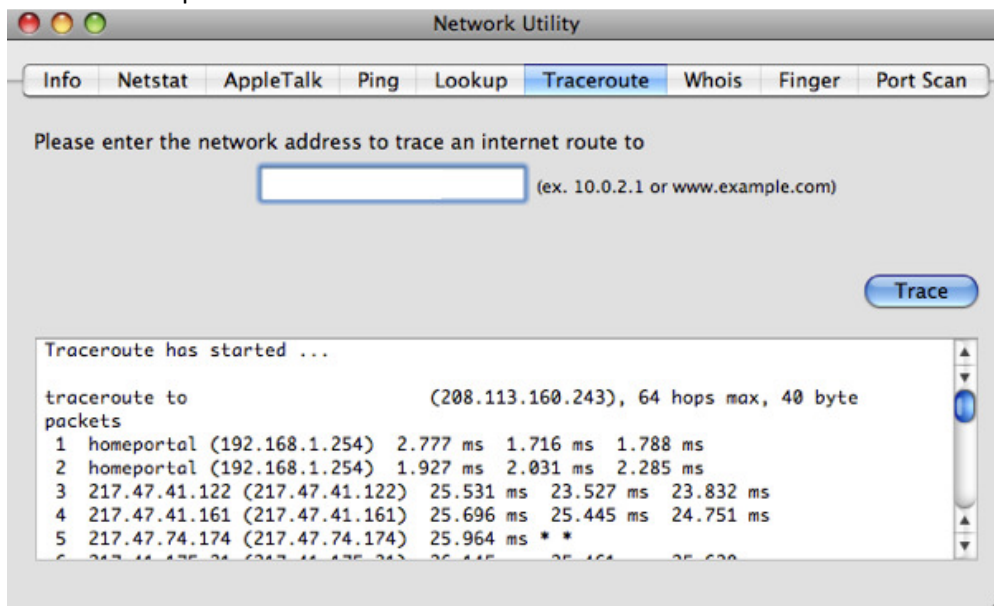 Network Utility
Info Netstat AppleTalk Ping Lookup Traceroute Whois Finger Port Scan
Please enter the network address to trace an internet route to
(ex. 10.0.2.1 or www.example.com)
Trace
Traceroute has started ...
traceroute to (208.113.160.243), 64 hops max, 40 byte
packets
1 homeportal (192.168.1.254) 2.777 ms 1.716 ms 1.788 ms
2 homeportal (192.168.1.254) 1.927 ms 2.031 ms 2.285 ms
3 217.47.41.122 (217.47.41.122) 25.531 ms 23.527 ms 23.832 ms
4 217.47.41.161 (217.47.41.161) 25.696 ms 25.445 ms 24.751 ms
5 217.47.74.174 (217.47.74.174) 25.964 ms * *